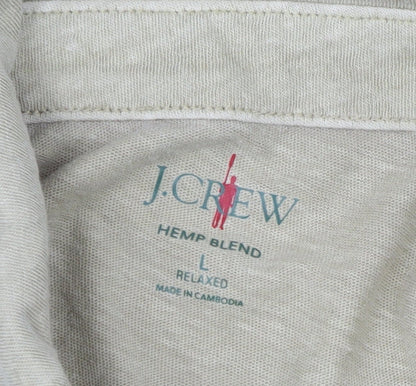 J.CREW
HEMP BLEND
L
RELAXED
MADE IN CAMBODIA